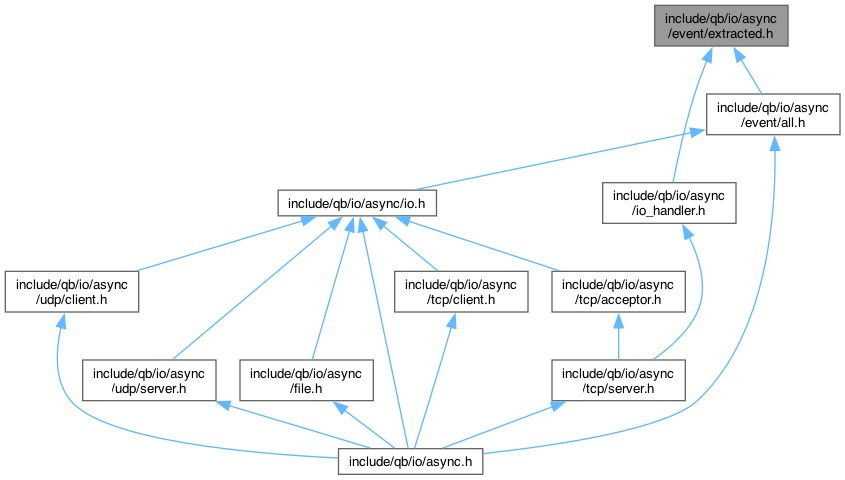 include/qb/io/async
/event/extracted.h
include/qb/io/async
/event/all.h
include/qb/io/async/io.h
include/qb/io/async
/io_handler.h
include/qb/io/async
/udp/client.h
include/qb/io/async
/tcp/client.h
include/qb/io/async
/tcp/acceptor.h
include/qb/io/async
/udp/server.h
include/qb/io/async
/file.h
include/qb/io/async
/tcp/server.h
include/qb/io/async.h